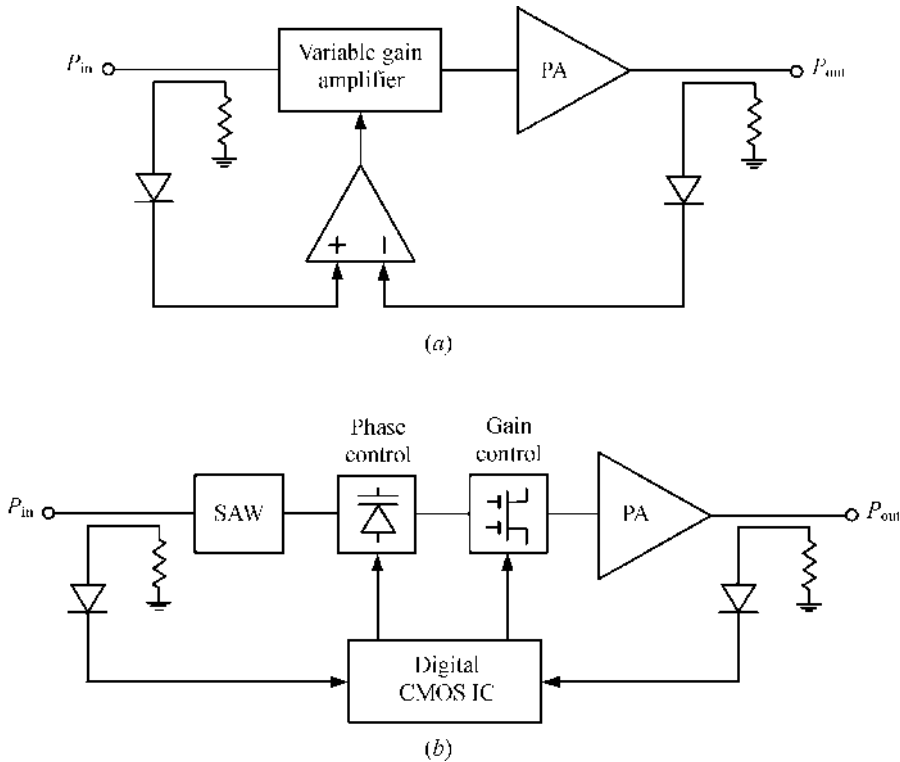 P_in
Variable gain
amplifier
PA
P_out
+
−
(a)
Phase
control
Gain
control
P_in
SAW
PA
P_out
Digital
CMOS IC
(b)